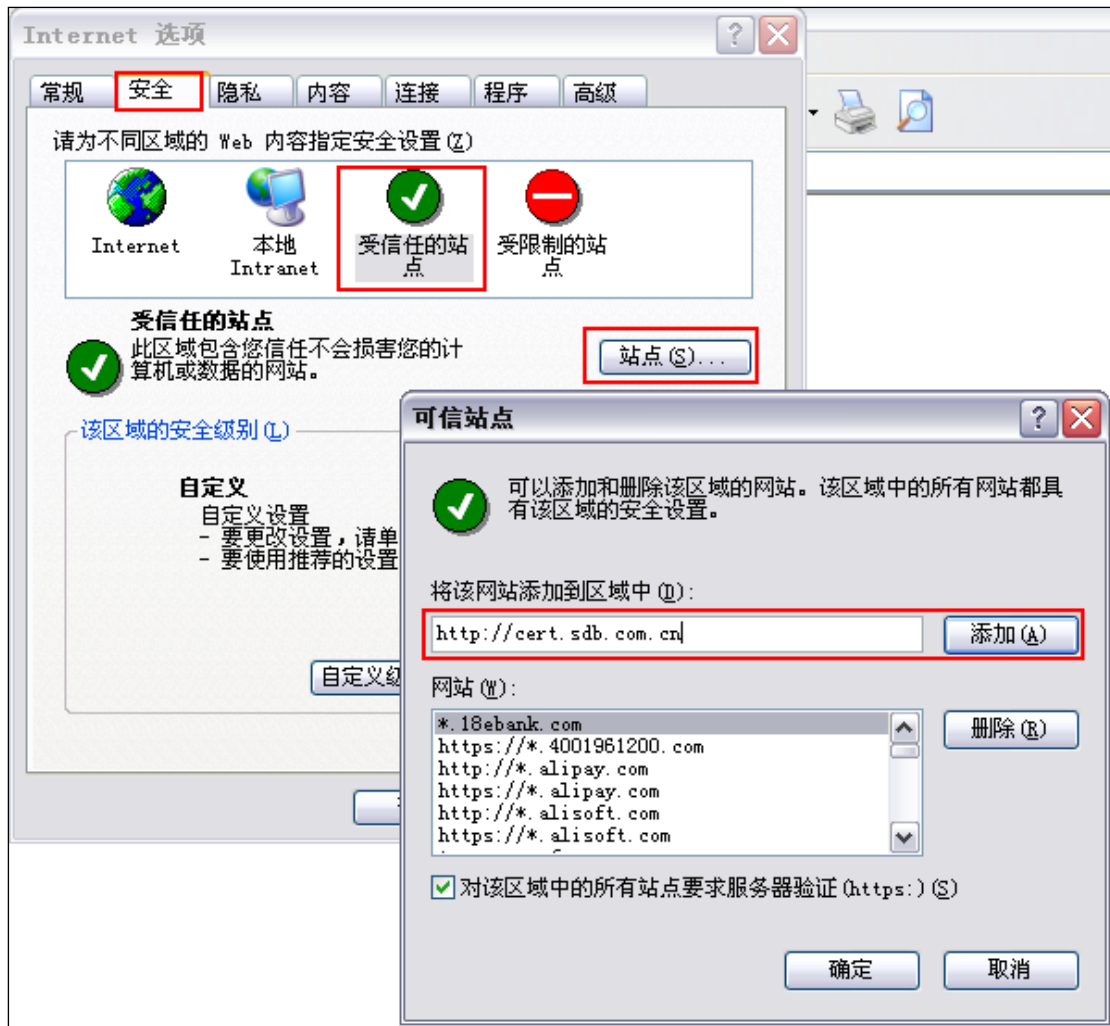 Internet 选项
常规 安全 隐私 内容 连接 程序 高级
请为不同区域的 Web 内容指定安全设置(Z)
Internet
本地
Intranet
受信任的站
点
受限制的站
点
受信任的站点
此区域包含您信任不会损害您的计
算机或数据的网站。
站点(S)...
该区域的安全级别(L)
自定义
自定义设置
- 要更改设置，请单
- 要使用推荐的设置
自定义级
可信站点
可以添加和删除该区域的网站。该区域中的所有网站都具
有该区域的安全设置。
将该网站添加到区域中(D):
http://cert.sdb.com.cn
添加(A)
网站(W):
*.18ebank.com
https://*.4001961200.com
http://*.alipay.com
https://*.alipay.com
http://*.alisoft.com
https://*.alisoft.com
删除(R)
对该区域中的所有站点要求服务器验证(https:)(S)
确定
取消